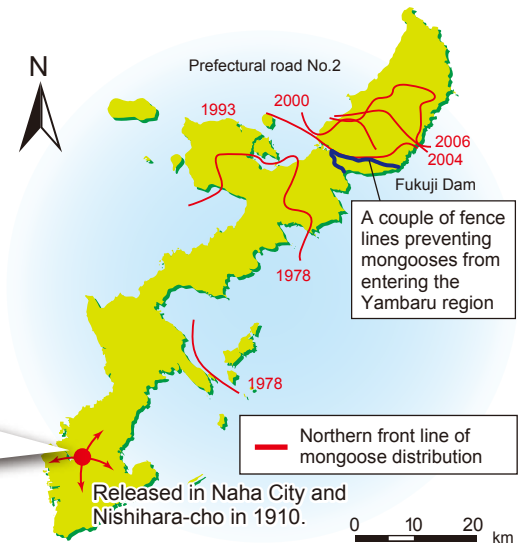 N
Prefectural road No.2
1993
2000
2006
2004
Fukuji Dam
A couple of fence
lines preventing
mongooses from
entering the
Yambaru region
1978
1978
Northern front line of
mongoose distribution
Released in Naha City and
Nishihara-cho in 1910.
0 10 20
km